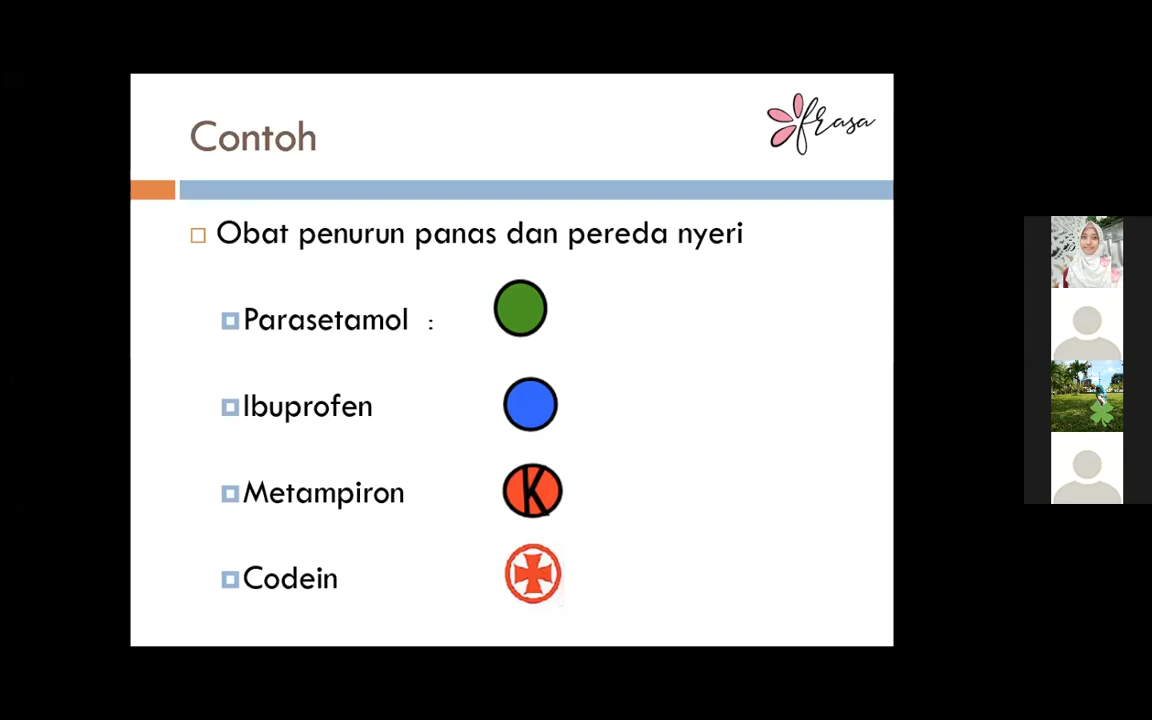 Contoh
frasa
Obat penurun panas dan pereda nyeri
Parasetamol :
Ibuprofen
Metampiron
K
Codein